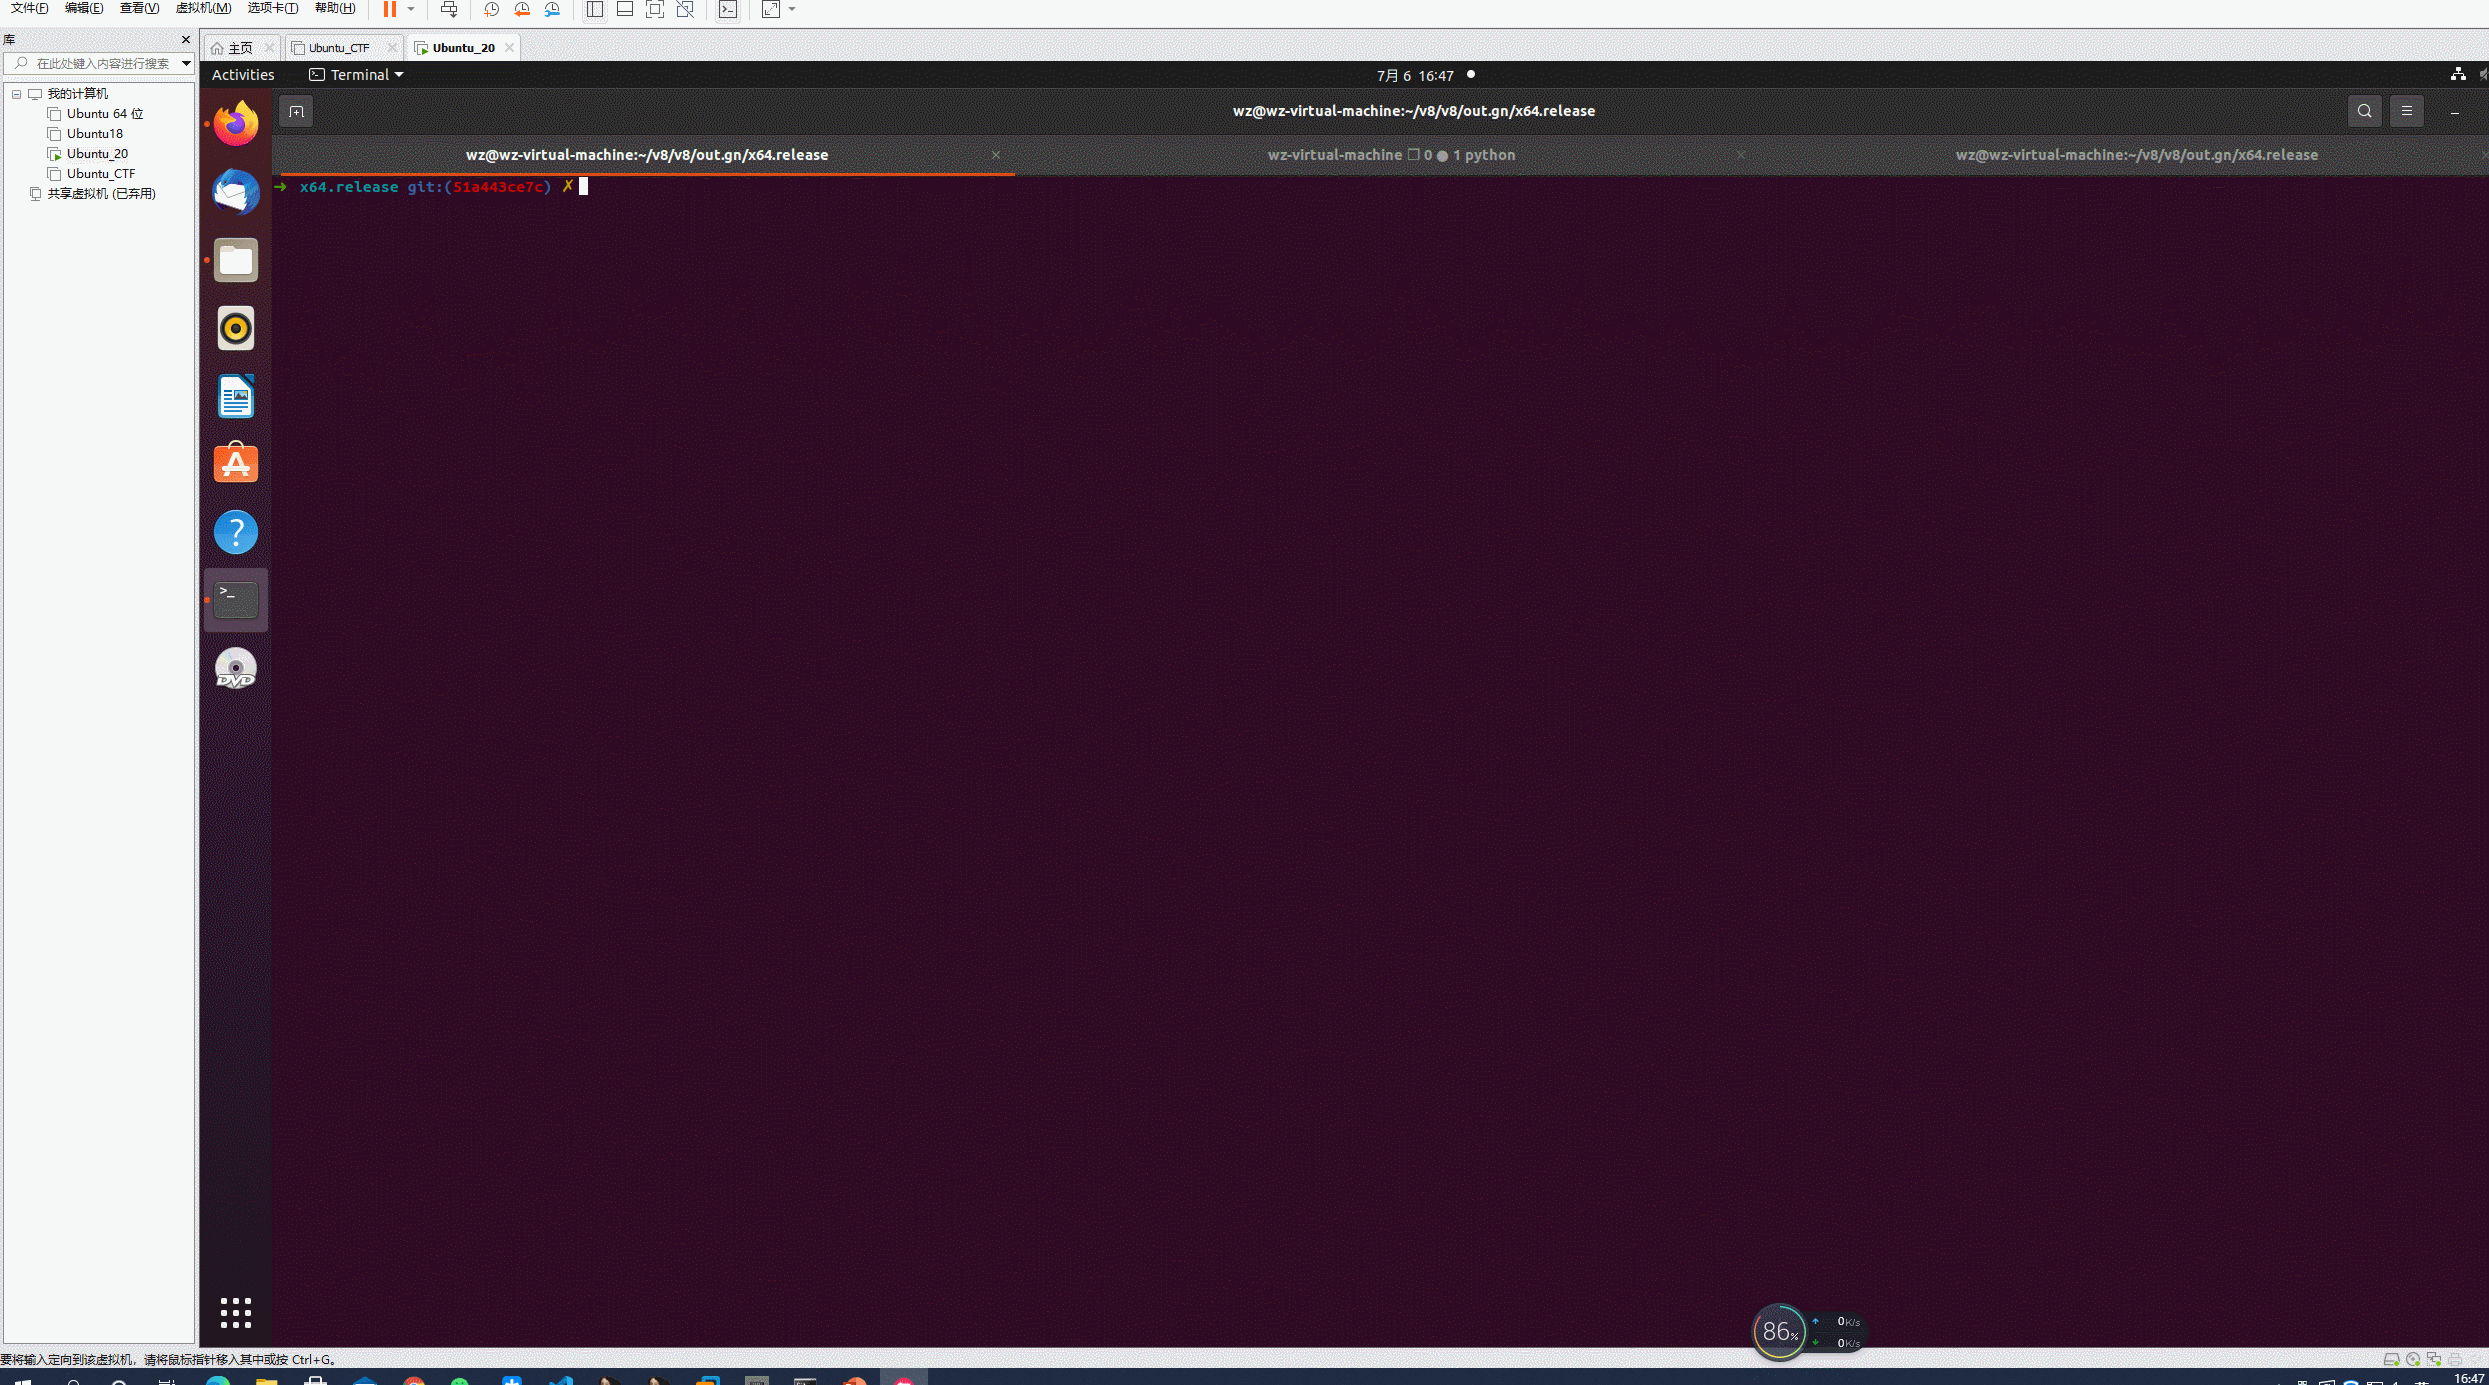 文件(F) 编辑(E) 查看(V) 虚拟机(M) 选项卡(T) 帮助(H)
库
在此处键入内容进行搜索
我的计算机
Ubuntu 64 位
Ubuntu18
Ubuntu_20
Ubuntu_CTF
共享虚拟机 (已弃用)
主页 Ubuntu_CTF Ubuntu_20
Activities Terminal 7月 6 16:47
wz@wz-virtual-machine:~/v8/v8/out.gn/x64.release
wz@wz-virtual-machine:~/v8/v8/out.gn/x64.release wz-virtual-machine ❐ 0 ● 1 python wz@wz-virtual-machine:~/v8/v8/out.gn/x64.release
➜ x64.release git:(51a443ce7c) ✗
DVD
86%
0K/s
0K/s
要将输入定向到该虚拟机，请将鼠标指针移入其中或按 Ctrl+G。
16:47